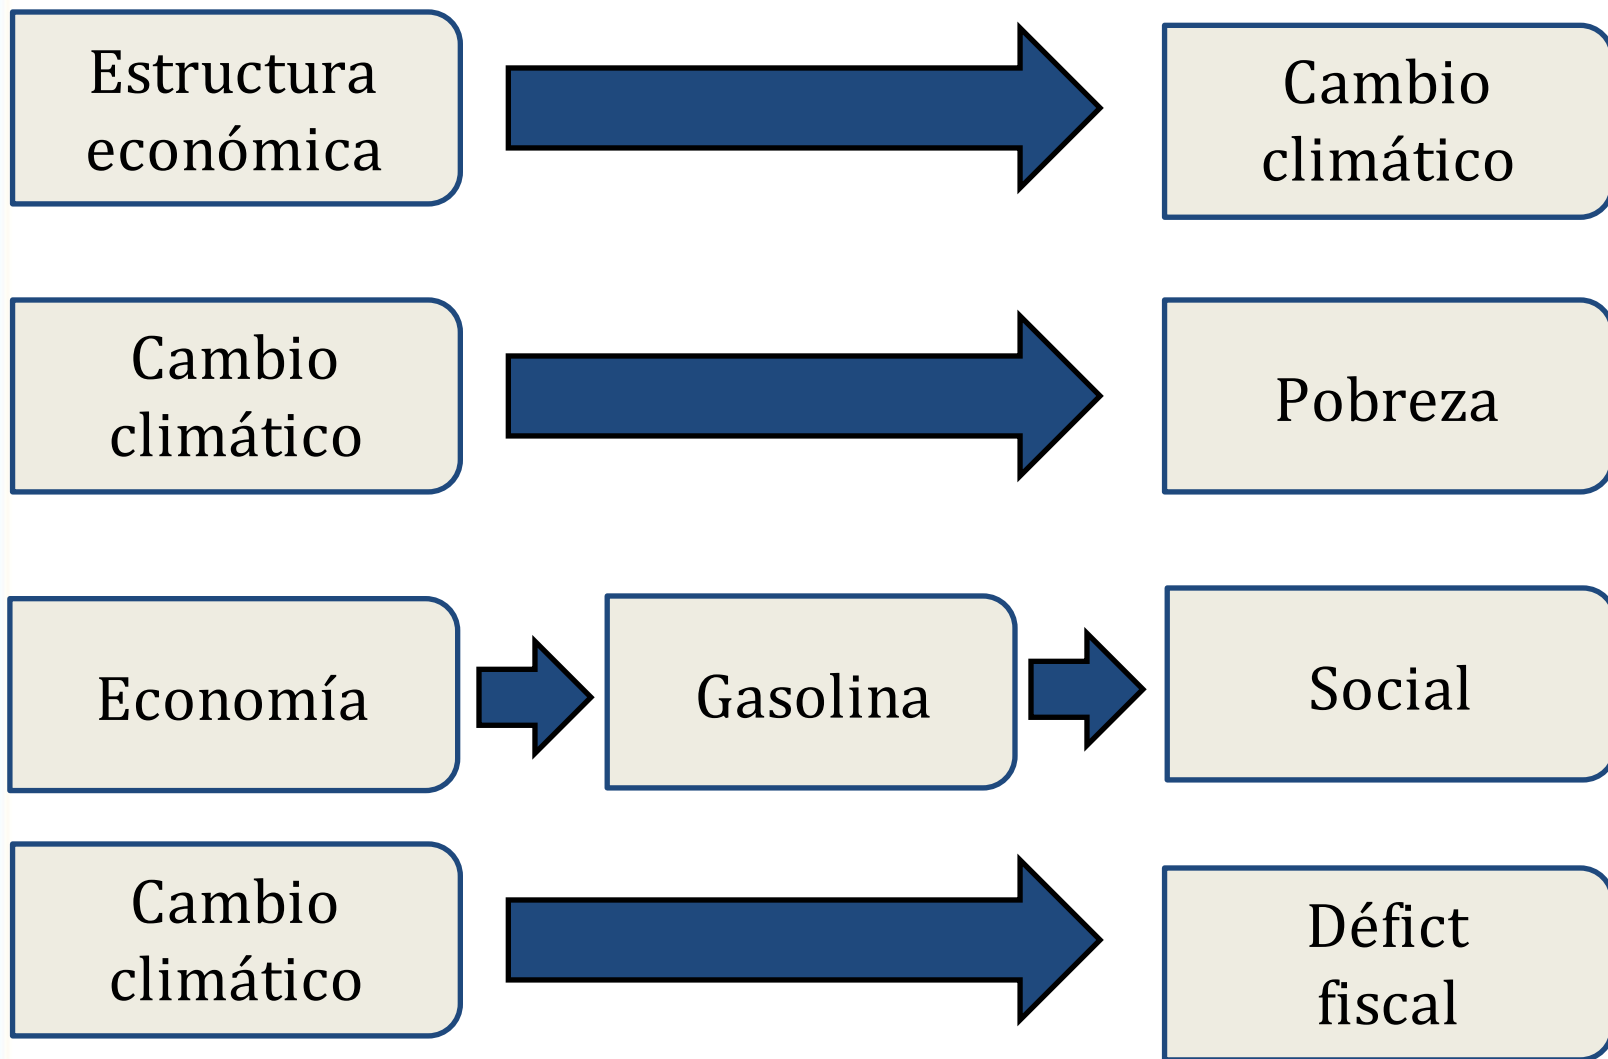 Estructura
económica
Cambio
climático
Cambio
climático
Pobreza
Economía
Gasolina
Social
Cambio
climático
Défict
fiscal